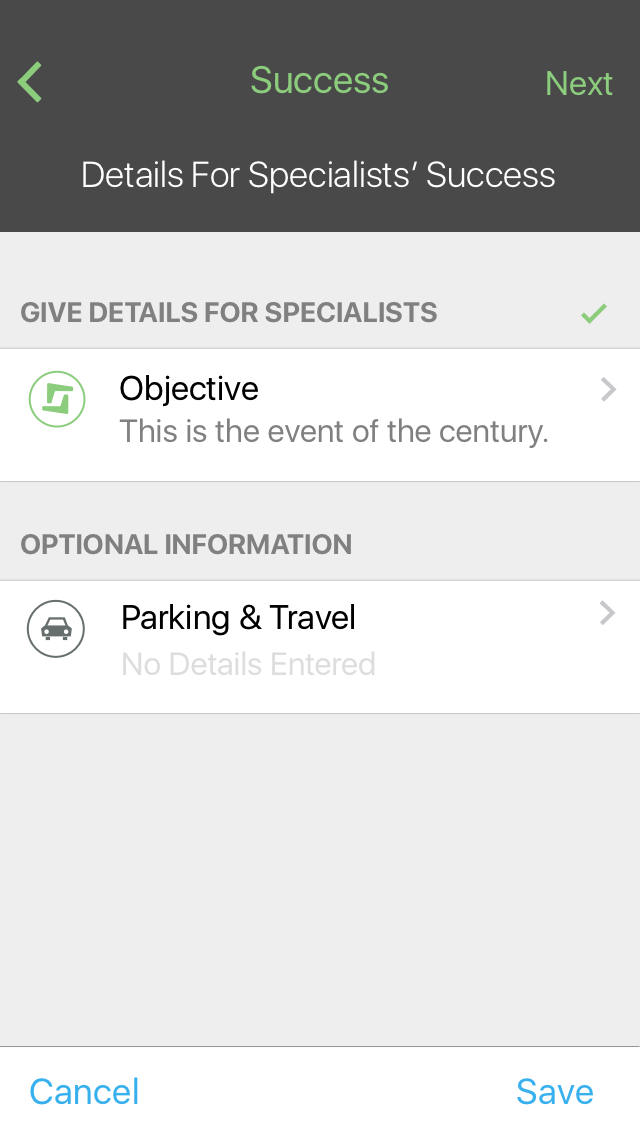 Success
Next
Details For Specialists’ Success
GIVE DETAILS FOR SPECIALISTS
Objective
This is the event of the century.
OPTIONAL INFORMATION
Parking & Travel
No Details Entered
Cancel
Save